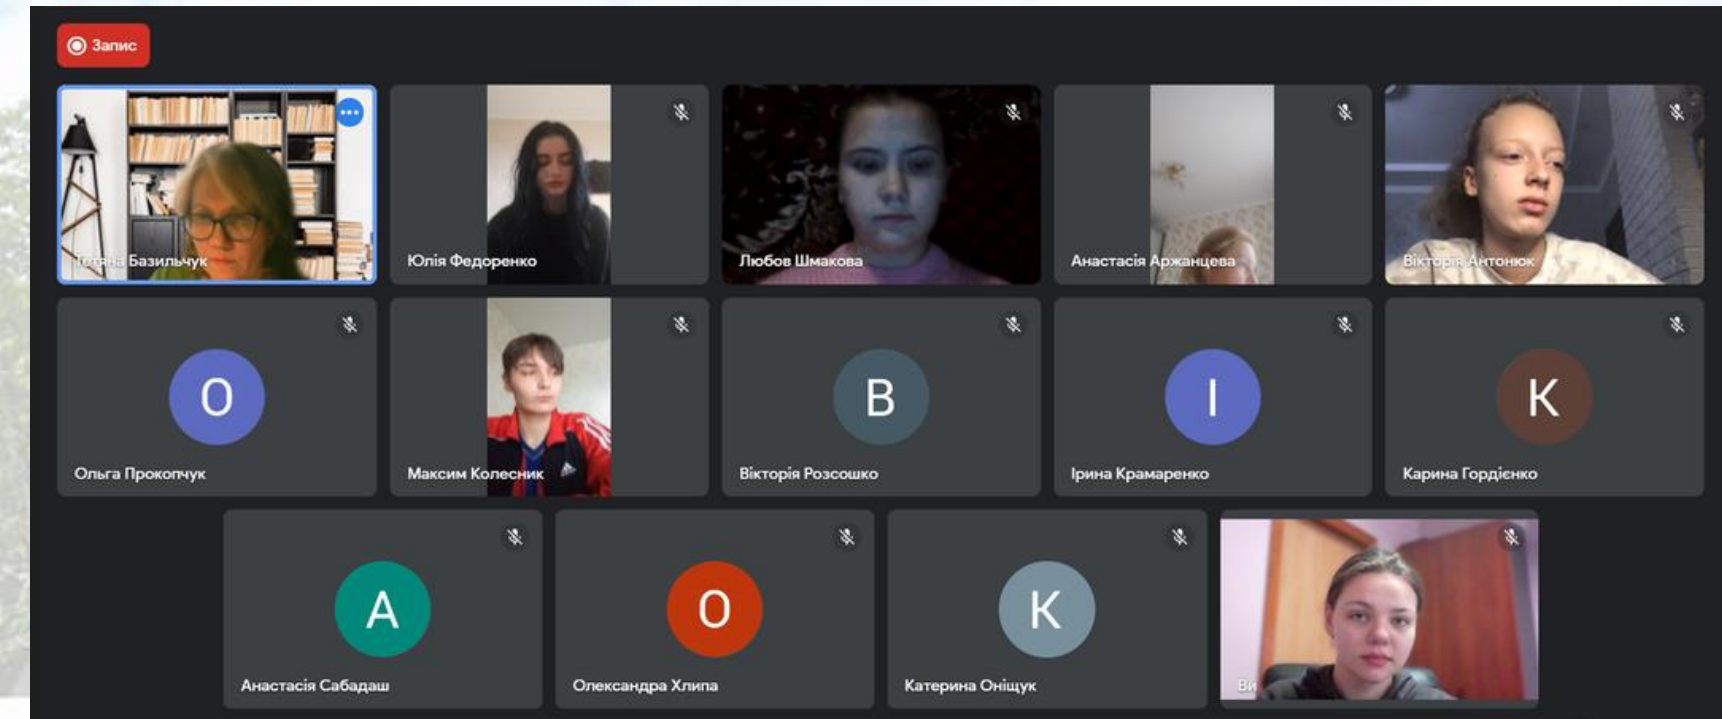 Запис
Тетяна Базильчук
Юлія Федоренко
Любов Шмакова
Анастасія Аржанцева
Вікторія Антонюк
О
Ольга Прокопчук
Максим Колесник
В
Вікторія Розсошко
І
Ірина Крамаренко
К
Карина Гордієнко
А
Анастасія Сабадаш
О
Олександра Хлипа
К
Катерина Оніщук
Ви